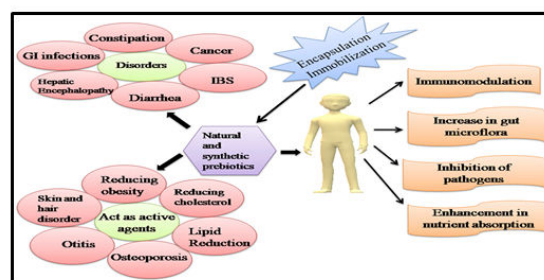 Constipation
GI infections
Cancer
Disorders
Hepatic
Encephalopathy
IBS
Diarrhea
Encapsulation
Immobilization
Natural and
synthetic
prebiotics
Reducing
obesity
Skin and hair
disorder
Reducing
cholesterol
Act as active
agents
Otitis
Lipid
Reduction
Osteoporosis
Immunomodulation
Increase in gut
microflora
Inhibition of
pathogens
Enhancement in
nutrient absorption